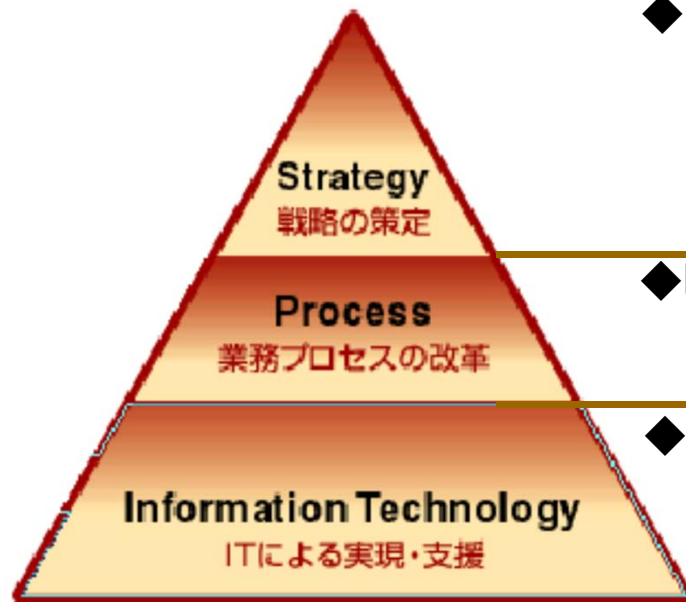 Strategy
戦略の策定
Process
業務プロセスの改革
Information Technology
ITによる実現・支援